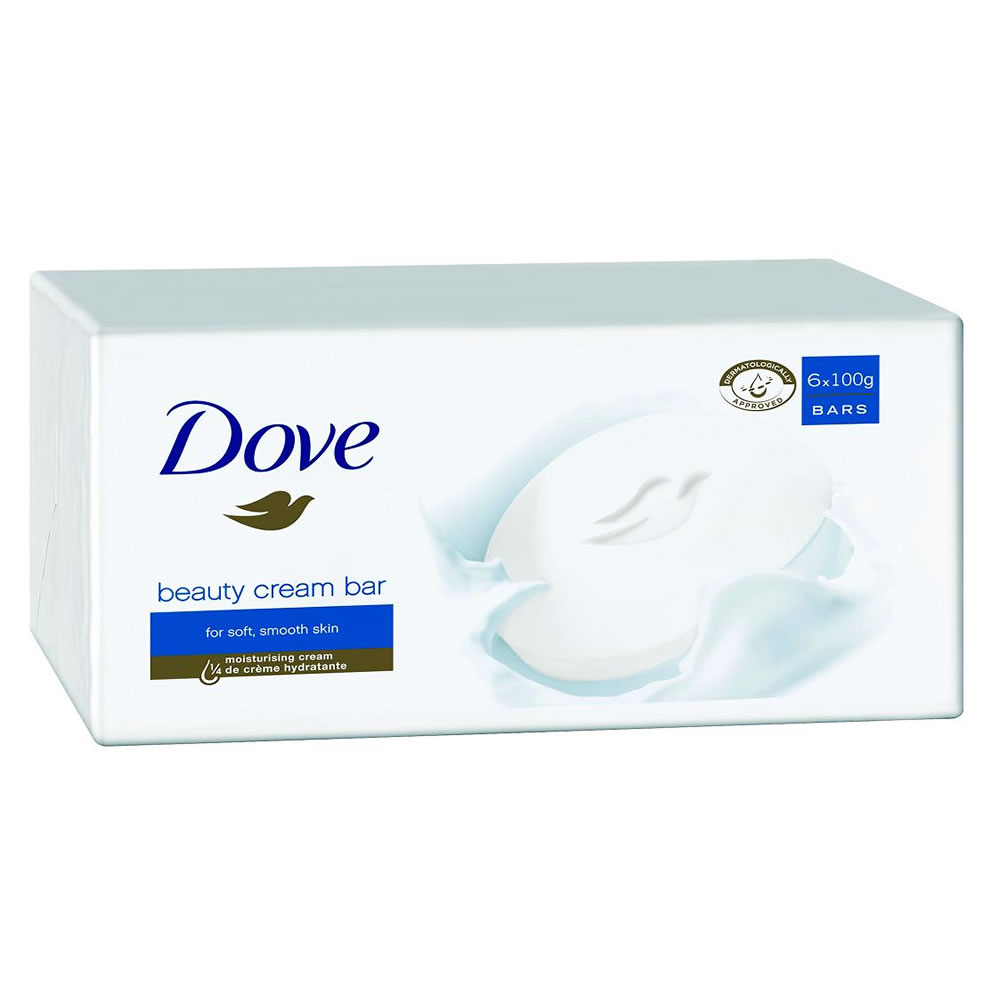 Dove
beauty cream bar
for soft, smooth skin
¼ moisturising cream
de crème hydratante
DERMATOLOGICALLY
APPROVED
6x100g
BARS